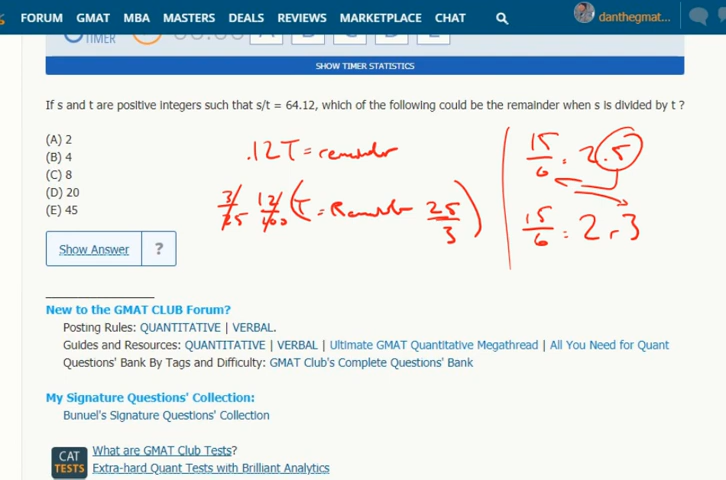 FORUM GMAT MBA MASTERS DEALS REVIEWS MARKETPLACE CHAT danthegmat...
TIMER A B C D E
SHOW TIMER STATISTICS
If s and t are positive integers such that s/t = 64.12, which of the following could be the remainder when s is divided by t ?
(A) 2
(B) 4
(C) 8
(D) 20
(E) 45
.12T = remainder
3/25 12/100 (T = Remainder 25/3)
15/6 = 2.5
15/6 = 2 r 3
Show Answer ?
New to the GMAT CLUB Forum?
Posting Rules: QUANTITATIVE | VERBAL.
Guides and Resources: QUANTITATIVE | VERBAL | Ultimate GMAT Quantitative Megathread | All You Need for Quant
Questions' Bank By Tags and Difficulty: GMAT Club's Complete Questions' Bank
My Signature Questions' Collection:
Bunuel's Signature Questions' Collection
CAT
TESTS
What are GMAT Club Tests?
Extra-hard Quant Tests with Brilliant Analytics